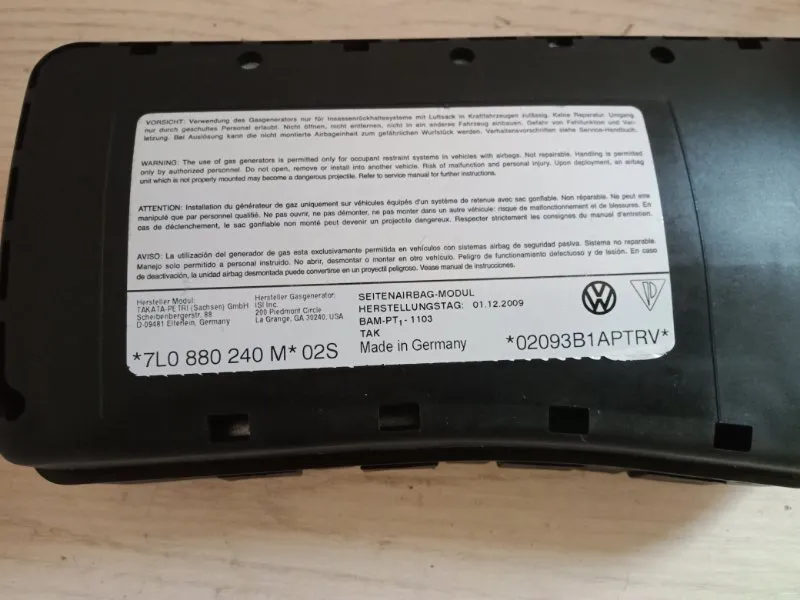 VORSICHT: Verwendung des Gasgenerators nur für Insassenrückhaltesysteme mit Luftsack in Kraftfahrzeugen zulässig. Keine Reparatur. Umgang
nur durch geschultes Personal erlaubt. Nicht öffnen, nicht entfernen, nicht in ein anderes Fahrzeug einbauen. Gefahr von Fehlfunktion und Ver-
letzung. Bei Auslösung kann die nicht montierte Airbageinheit zum gefährlichen Wurfstück werden. Verhaltensvorschriften siehe Service-Handbuch.
WARNING: The use of gas generators is permitted only for occupant restraint systems in vehicles with airbags. Not repairable. Handling is permitted
only by authorized personnel. Do not open, remove or install into another vehicle. Risk of malfunction and personal injury. Upon deployment, an airbag
unit which is not properly mounted may become a dangerous projectile. Refer to service manual for further instructions.
ATTENTION: Installation du générateur de gaz uniquement sur véhicules équipés d'un système de retenue avec sac gonflable. Non réparable. Ne peut être
manipulé que par personnel qualifié. Ne pas ouvrir, ne pas démonter, ne pas monter dans un autre véhicule: risque de malfonctionnement et de blessures. En
cas de déclenchement, le sac gonflable non monté peut devenir un projectile dangereux. Respecter strictement les consignes du manuel d'entretien.
AVISO: La utilización del generador de gas esta exclusivamente permitida en vehículos con sistemas airbag de seguridad pasiva. Sistema no reparable.
Manejo solo permitido a personal instruído. No abrir, desmontar o montar en otro vehículo. Peligro de funcionamiento defectuoso y de lesión. En caso
de deactivación, la unidad airbag desmontada puede convertirse en un proyectil peligroso. Vease manual de instrucciones.
Hersteller Modul:
TAKATA-PETRI (Sachsen) GmbH
Scheibenbergerstr. 88
D-09481 Elterlein, Germany
Hersteller Gasgenerator:
ISI Inc.
200 Piedmont Circle
La Grange, GA 30240, USA
SEITENAIRBAG-MODUL
HERSTELLUNGSTAG: 01.12.2009
BAM-PT1- 1103
TAK
Made in Germany
VW
*7L0 880 240 M* 02S
*02093B1APTRV*